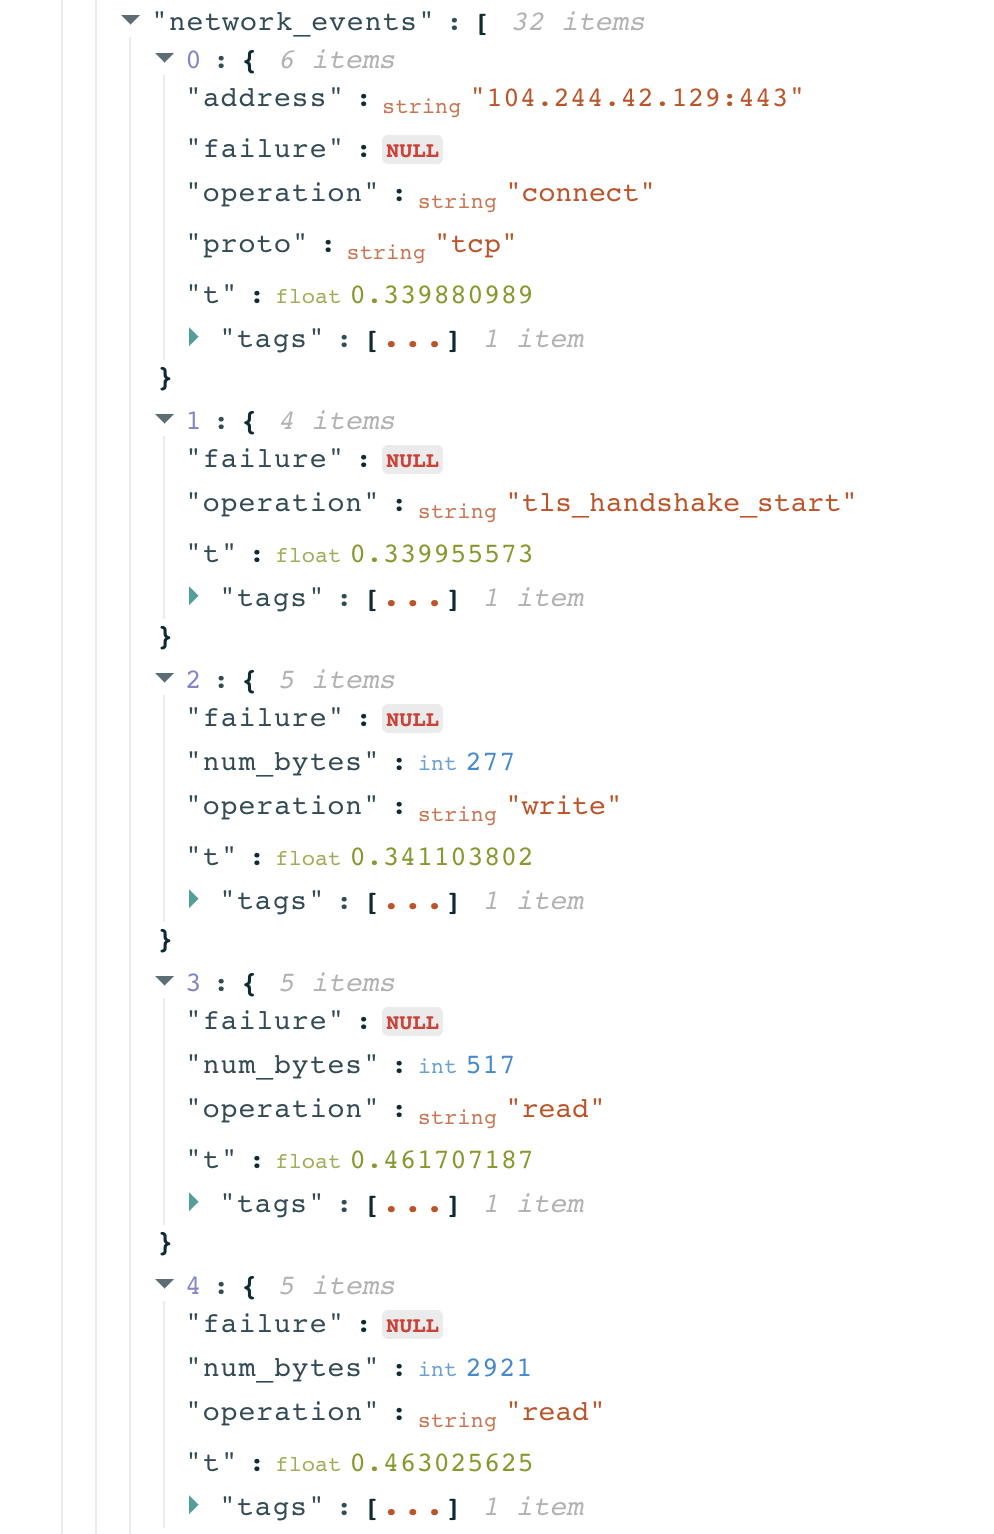 "network_events" : [ 32 items
0 : { 6 items
"address" : string "104.244.42.129:443"
"failure" : NULL
"operation" : string "connect"
"proto" : string "tcp"
"t" : float 0.339880989
"tags" : [...] 1 item
}
1 : { 4 items
"failure" : NULL
"operation" : string "tls_handshake_start"
"t" : float 0.339955573
"tags" : [...] 1 item
}
2 : { 5 items
"failure" : NULL
"num_bytes" : int 277
"operation" : string "write"
"t" : float 0.341103802
"tags" : [...] 1 item
}
3 : { 5 items
"failure" : NULL
"num_bytes" : int 517
"operation" : string "read"
"t" : float 0.461707187
"tags" : [...] 1 item
}
4 : { 5 items
"failure" : NULL
"num_bytes" : int 2921
"operation" : string "read"
"t" : float 0.463025625
"tags" : [...] 1 item